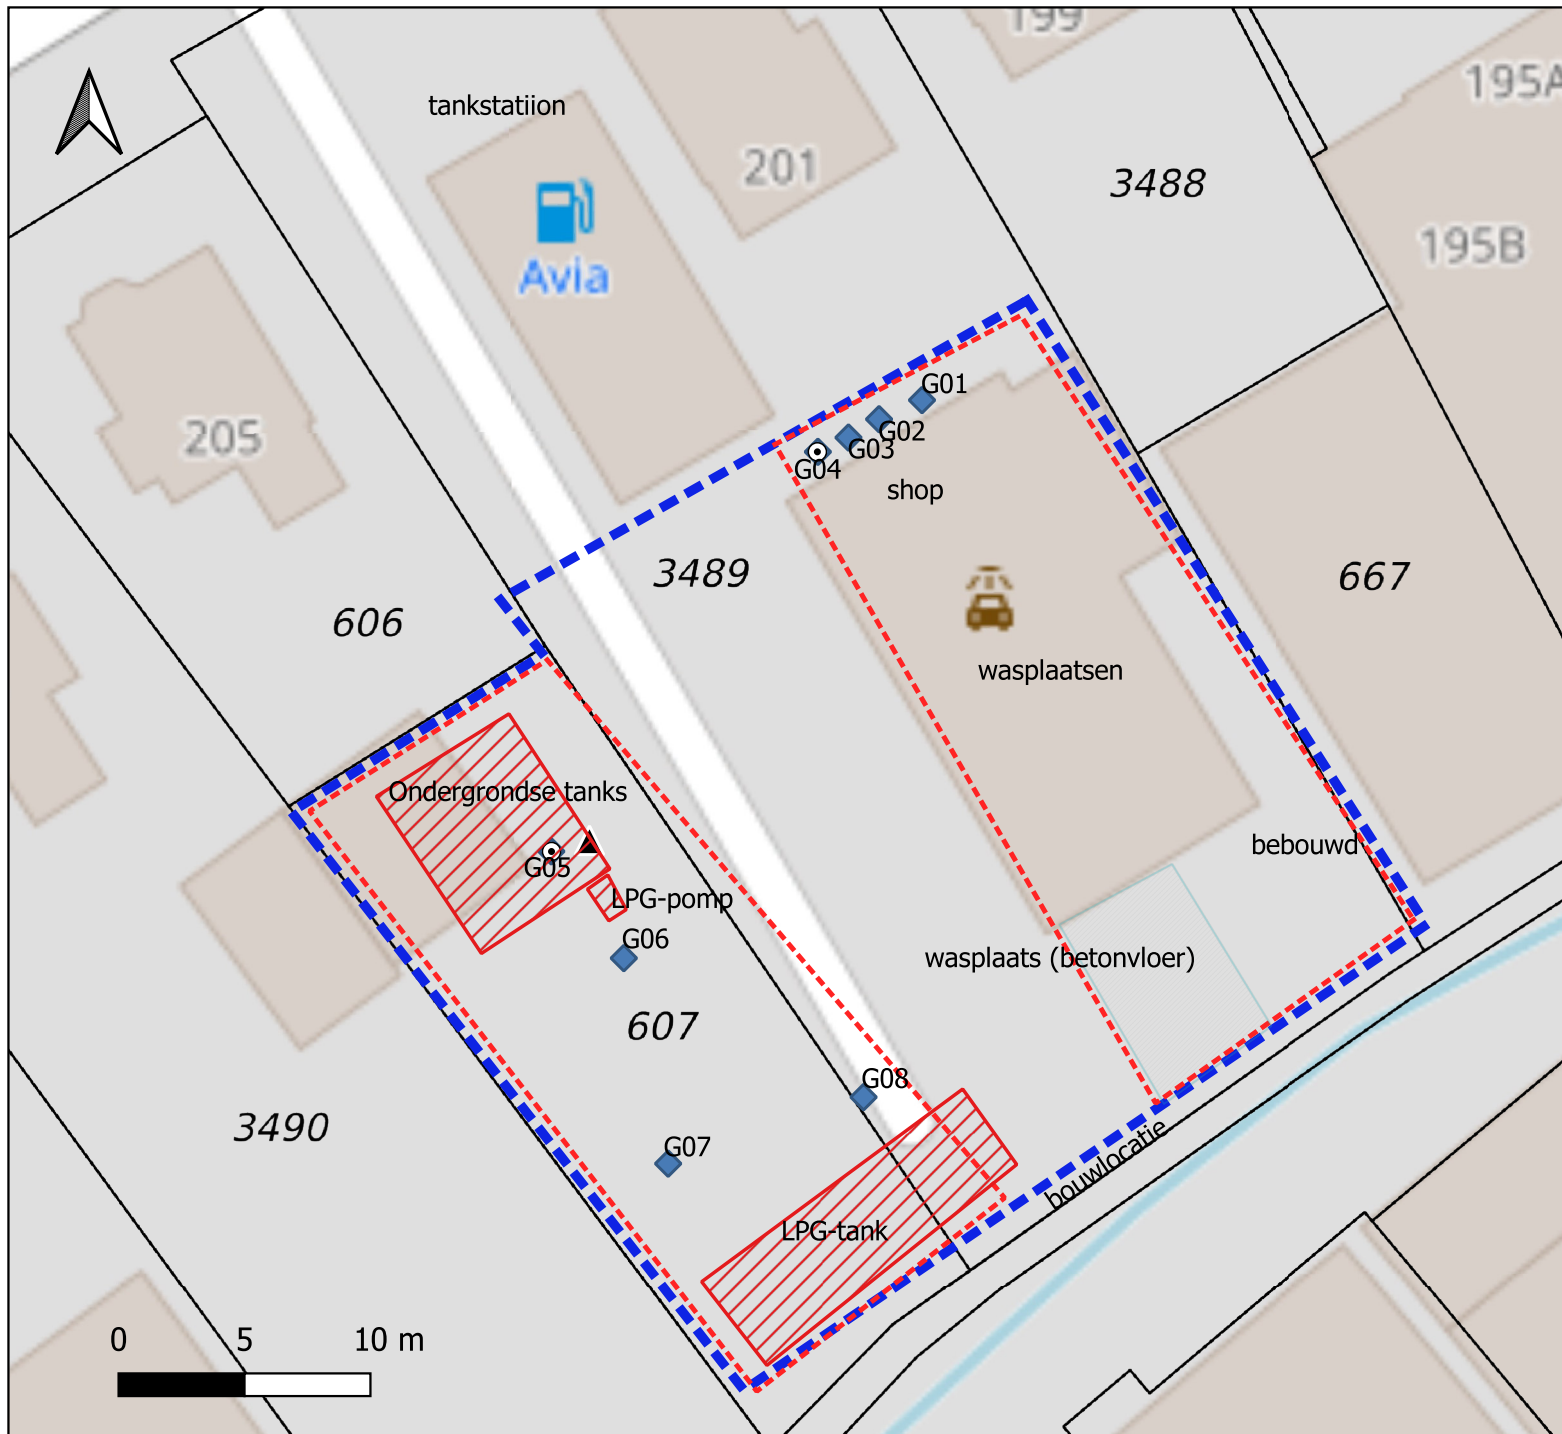 199
195A
tankstatiion
201
3488
195B
Avia
G01
205
G02
G03
G04
shop
3489
667
606
wasplaatsen
Ondergrondse tanks
bebouwd
G05
LPG-pomp
G06
wasplaats (betonvloer)
607
G08
3490
G07
bouwlocatie
LPG-tank
0 5 10 m